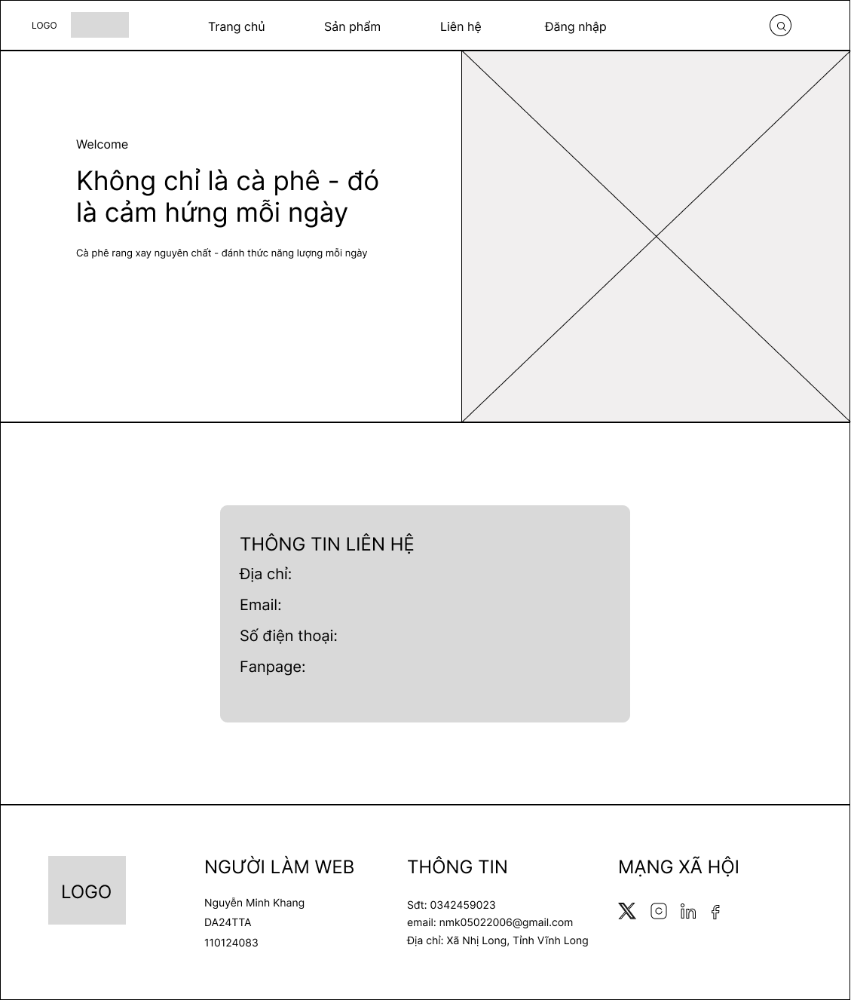 LOGO
Trang chủ
Sản phẩm
Liên hệ
Đăng nhập
Welcome
Không chỉ là cà phê - đó
là cảm hứng mỗi ngày
Cà phê rang xay nguyên chất - đánh thức năng lượng mỗi ngày
THÔNG TIN LIÊN HỆ
Địa chỉ:
Email:
Số điện thoại:
Fanpage:
LOGO
NGƯỜI LÀM WEB
Nguyễn Minh Khang
DA24TTA
110124083
THÔNG TIN
Sđt: 0342459023
email: nmk05022006@gmail.com
Địa chỉ: Xã Nhị Long, Tỉnh Vĩnh Long
MẠNG XÃ HỘI